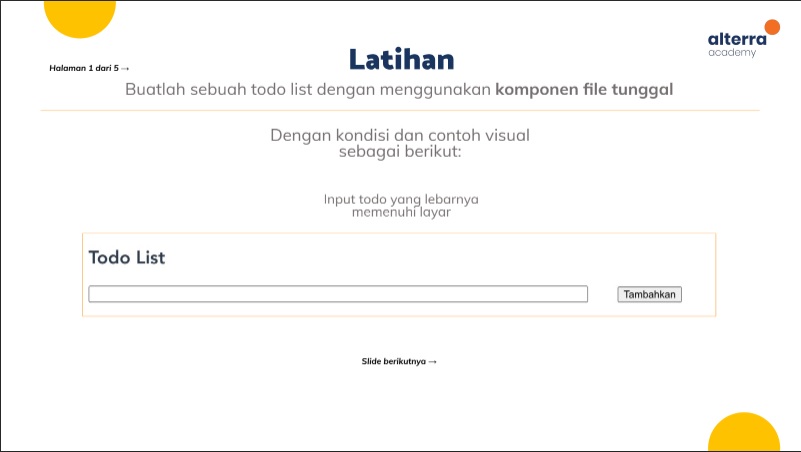 alterra
academy
Latihan
Halaman 1 dari 5 →
Buatlah sebuah todo list dengan menggunakan komponen file tunggal
Dengan kondisi dan contoh visual
sebagai berikut:
Input todo yang lebarnya
memenuhi layar
Todo List
Tambahkan
Slide berikutnya →